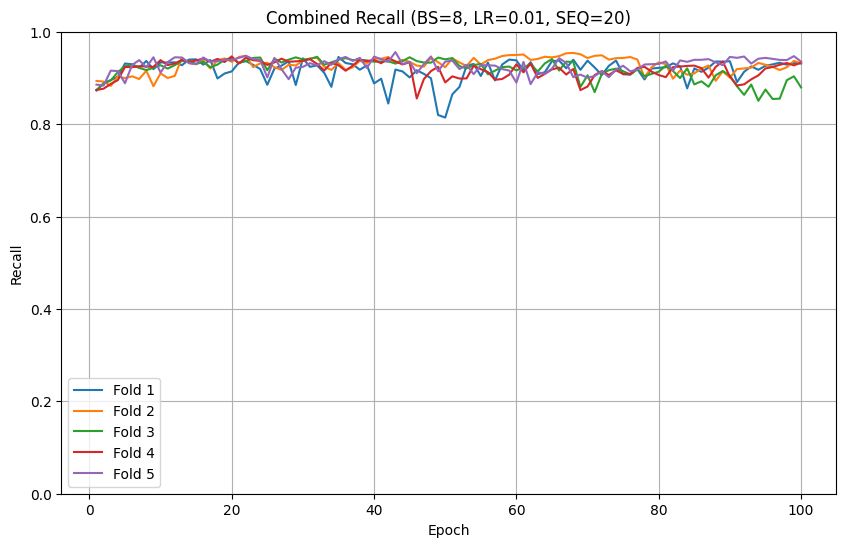 Combined Recall (BS=8, LR=0.01, SEQ=20)
Recall
1.0
0.8
0.6
0.4
0.2
0.0
Fold 1
Fold 2
Fold 3
Fold 4
Fold 5
0 20 40 60 80 100
Epoch